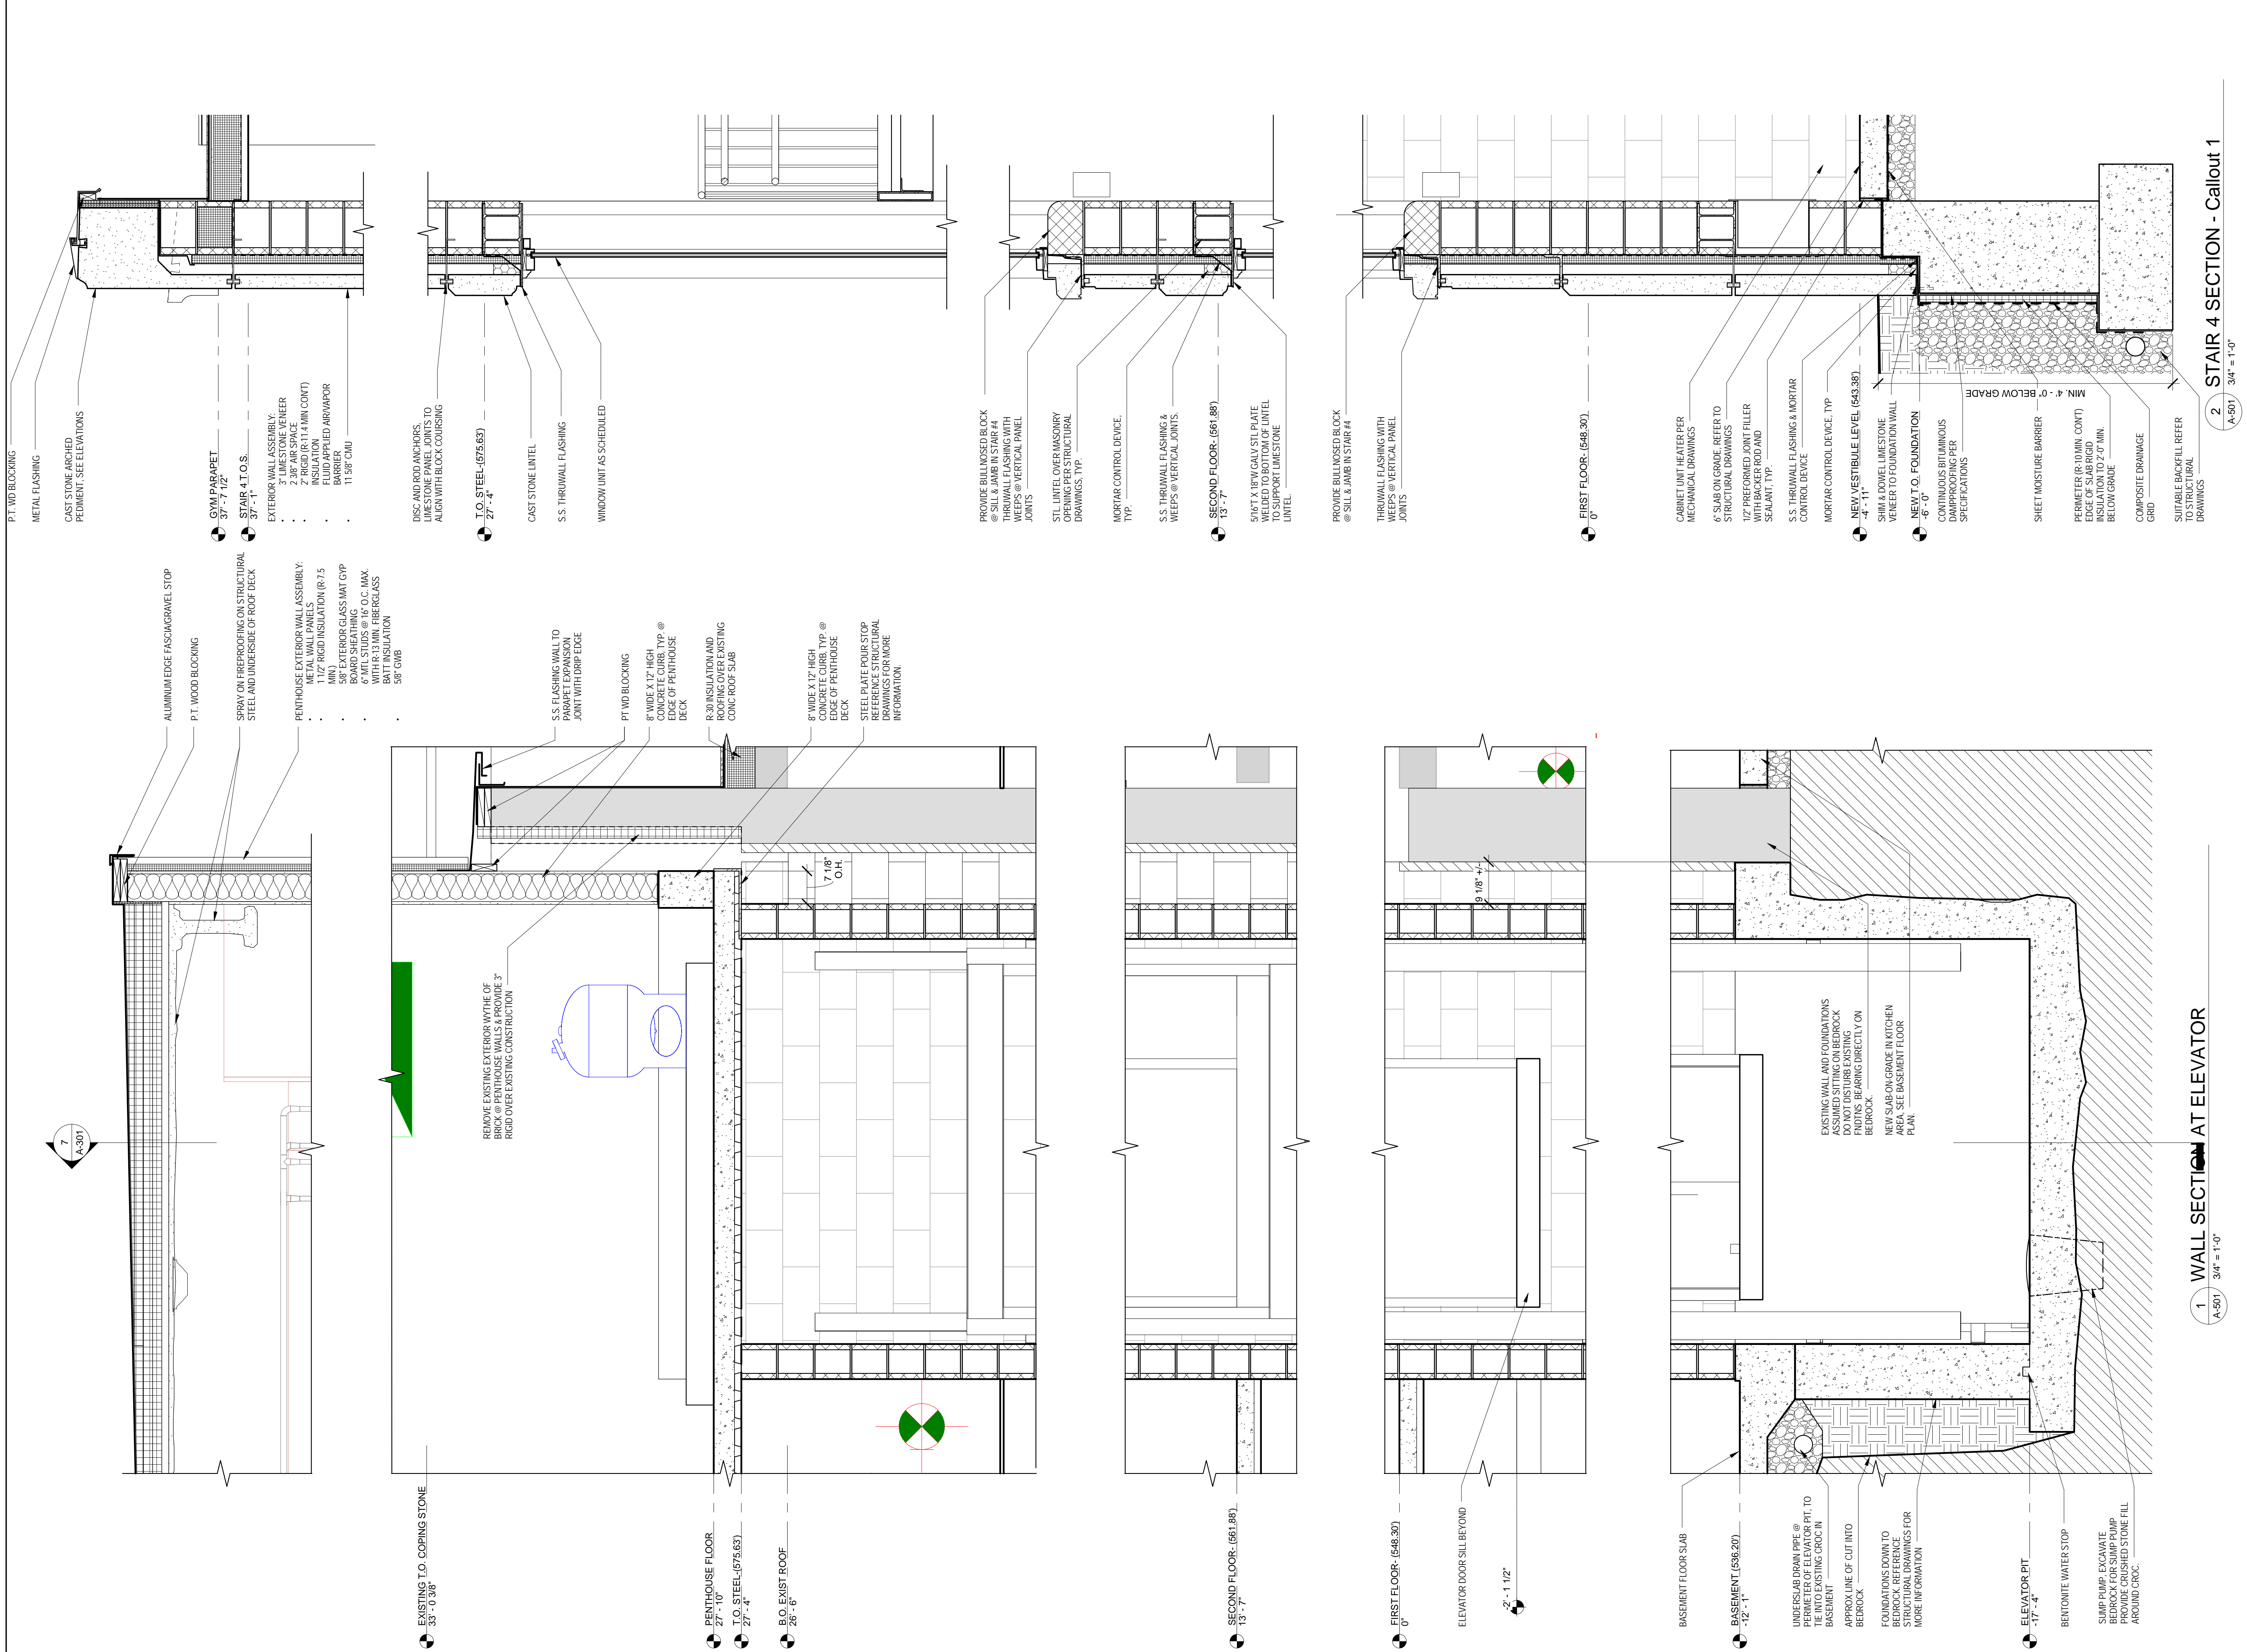 P.T. WD BLOCKING
METAL FLASHING
CAST STONE ARCHED
PEDIMENT, SEE ELEVATIONS
GYM PARAPET
37' - 7 1/2"
STAIR 4 T.O.S.
37' - 1"
EXTERIOR WALL ASSEMBLY:
• 3" LIMESTONE VENEER
• 2 3/8" AIR SPACE
• 2" RIGID (R-11.4 MIN CON'T)
INSULATION
• FLUID APPLIED AIR/VAPOR
BARRIER
• 11 5/8" CMU
DISC AND ROD ANCHORS.
LIMESTONE PANEL JOINTS TO
ALIGN WITH BLOCK COURSING
T.O. STEEL-(575.63')
27' - 4"
CAST STONE LINTEL
S.S. THRUWALL FLASHING
WINDOW UNIT AS SCHEDULED
PROVIDE BULLNOSED BLOCK
@ SILL & JAMB IN STAIR #4
THRUWALL FLASHING WITH
WEEPS @ VERTICAL PANEL
JOINTS
STL. LINTEL OVER MASONRY
OPENING PER STRUCTURAL
DRAWINGS, TYP.
MORTAR CONTROL DEVICE,
TYP.
S.S. THRUWALL FLASHING &
WEEPS @ VERTICAL JOINTS.
SECOND FLOOR- (561.88')
13' - 7"
5/16"T X 18"W GALV STL PLATE
WELDED TO BOTTOM OF LINTEL
TO SUPPORT LIMESTONE
LINTEL.
PROVIDE BULLNOSED BLOCK
@ SILL & JAMB IN STAIR #4
THRUWALL FLASHING WITH
WEEPS @ VERTICAL PANEL
JOINTS
FIRST FLOOR- (548.30')
0"
CABINET UNIT HEATER PER
MECHANICAL DRAWINGS
6" SLAB ON GRADE. REFER TO
STRUCTURAL DRAWINGS
1/2" PREFORMED JOINT FILLER
WITH BACKER ROD AND
SEALANT, TYP.
S.S. THRUWALL FLASHING & MORTAR
CONTROL DEVICE
MORTAR CONTROL DEVICE, TYP
NEW VESTIBULE LEVEL (543.38')
-4' - 11"
SHIM & DOWEL LIMESTONE
VENEER TO FOUNDATION WALL
NEW T.O. FOUNDATION
-6' - 0"
CONTINUOUS BITUMINOUS
DAMPPROOFING PER
SPECIFICATIONS
SHEET MOISTURE BARRIER
PERIMETER (R-10 MIN. CON'T)
EDGE OF SLAB RIGID
INSULATION TO 2'-0" MIN.
BELOW GRADE
COMPOSITE DRAINAGE
GRID
SUITABLE BACKFILL REFER
TO STRUCTURAL
DRAWINGS
MIN. 4' - 0" BELOW GRADE
2
A-501
STAIR 4 SECTION - Callout 1
3/4" = 1'-0"
ALUMINUM EDGE FASCIA/GRAVEL STOP
P.T. WOOD BLOCKING
SPRAY ON FIREPROOFING ON STRUCTURAL
STEEL AND UNDERSIDE OF ROOF DECK
PENTHOUSE EXTERIOR WALL ASSEMBLY:
• METAL WALL PANELS
• 1 1/2" RIGID INSULATION (R-7.5
MIN)
• 5/8" EXTERIOR GLASS MAT GYP
BOARD SHEATHING
• 6" MTL STUDS @ 16" O.C. MAX.
WITH R-13 MIN. FIBERGLASS
BATT INSULATION
• 5/8" GWB
S.S. FLASHING WALL TO
PARAPET EXPANSION
JOINT WITH DRIP EDGE
PT WD BLOCKING
8" WIDE X 12" HIGH
CONCRETE CURB, TYP. @
EDGE OF PENTHOUSE
DECK
R-30 INSULATION AND
ROOFING OVER EXISTING
CONC ROOF SLAB
8" WIDE X 12" HIGH
CONCRETE CURB, TYP. @
EDGE OF PENTHOUSE
DECK
STEEL PLATE POUR STOP
REFERENCE STRUCTURAL
DRAWINGS FOR MORE
INFORMATION.
7
A-301
REMOVE EXISTING EXTERIOR WYTHE OF
BRICK @ PENTHOUSE WALLS & PROVIDE 3"
RIGID OVER EXISTING CONSTRUCTION
7 1/8"
O.H.
9 1/8" +/-
EXISTING WALL AND FOUNDATIONS
ASSUMED SITTING ON BEDROCK
DO NOT DISTURB EXISTING
FNDTNS BEARING DIRECTLY ON
BEDROCK.
NEW SLAB-ON-GRADE IN KITCHEN
AREA, SEE BASEMENT FLOOR
PLAN.
EXISTING T.O. COPING STONE
33' - 0 3/8"
PENTHOUSE FLOOR
27' - 10"
T.O. STEEL-(575.63')
27' - 4"
B.O. EXIST ROOF
26' - 6"
SECOND FLOOR- (561.88')
13' - 7"
FIRST FLOOR- (548.30')
0"
ELEVATOR DOOR SILL BEYOND
-2' - 1 1/2"
BASEMENT FLOOR SLAB
BASEMENT (536.20')
-12' - 1"
UNDERSLAB DRAIN PIPE @
PERIMETER OF ELEVATOR PIT, TO
TIE INTO EXISTING CROC IN
BASEMENT
APPROX LINE OF CUT INTO
BEDROCK
FOUNDATIONS DOWN TO
BEDROCK. REFERENCE
STRUCTURAL DRAWINGS FOR
MORE INFORMATION
ELEVATOR PIT
-17' - 4"
BENTONITE WATER STOP
SUMP PUMP, EXCAVATE
BEDROCK FOR SUMP PUMP.
PROVIDE CRUSHED STONE FILL
AROUND CROC.
1
A-501
WALL SECTION AT ELEVATOR
3/4" = 1'-0"